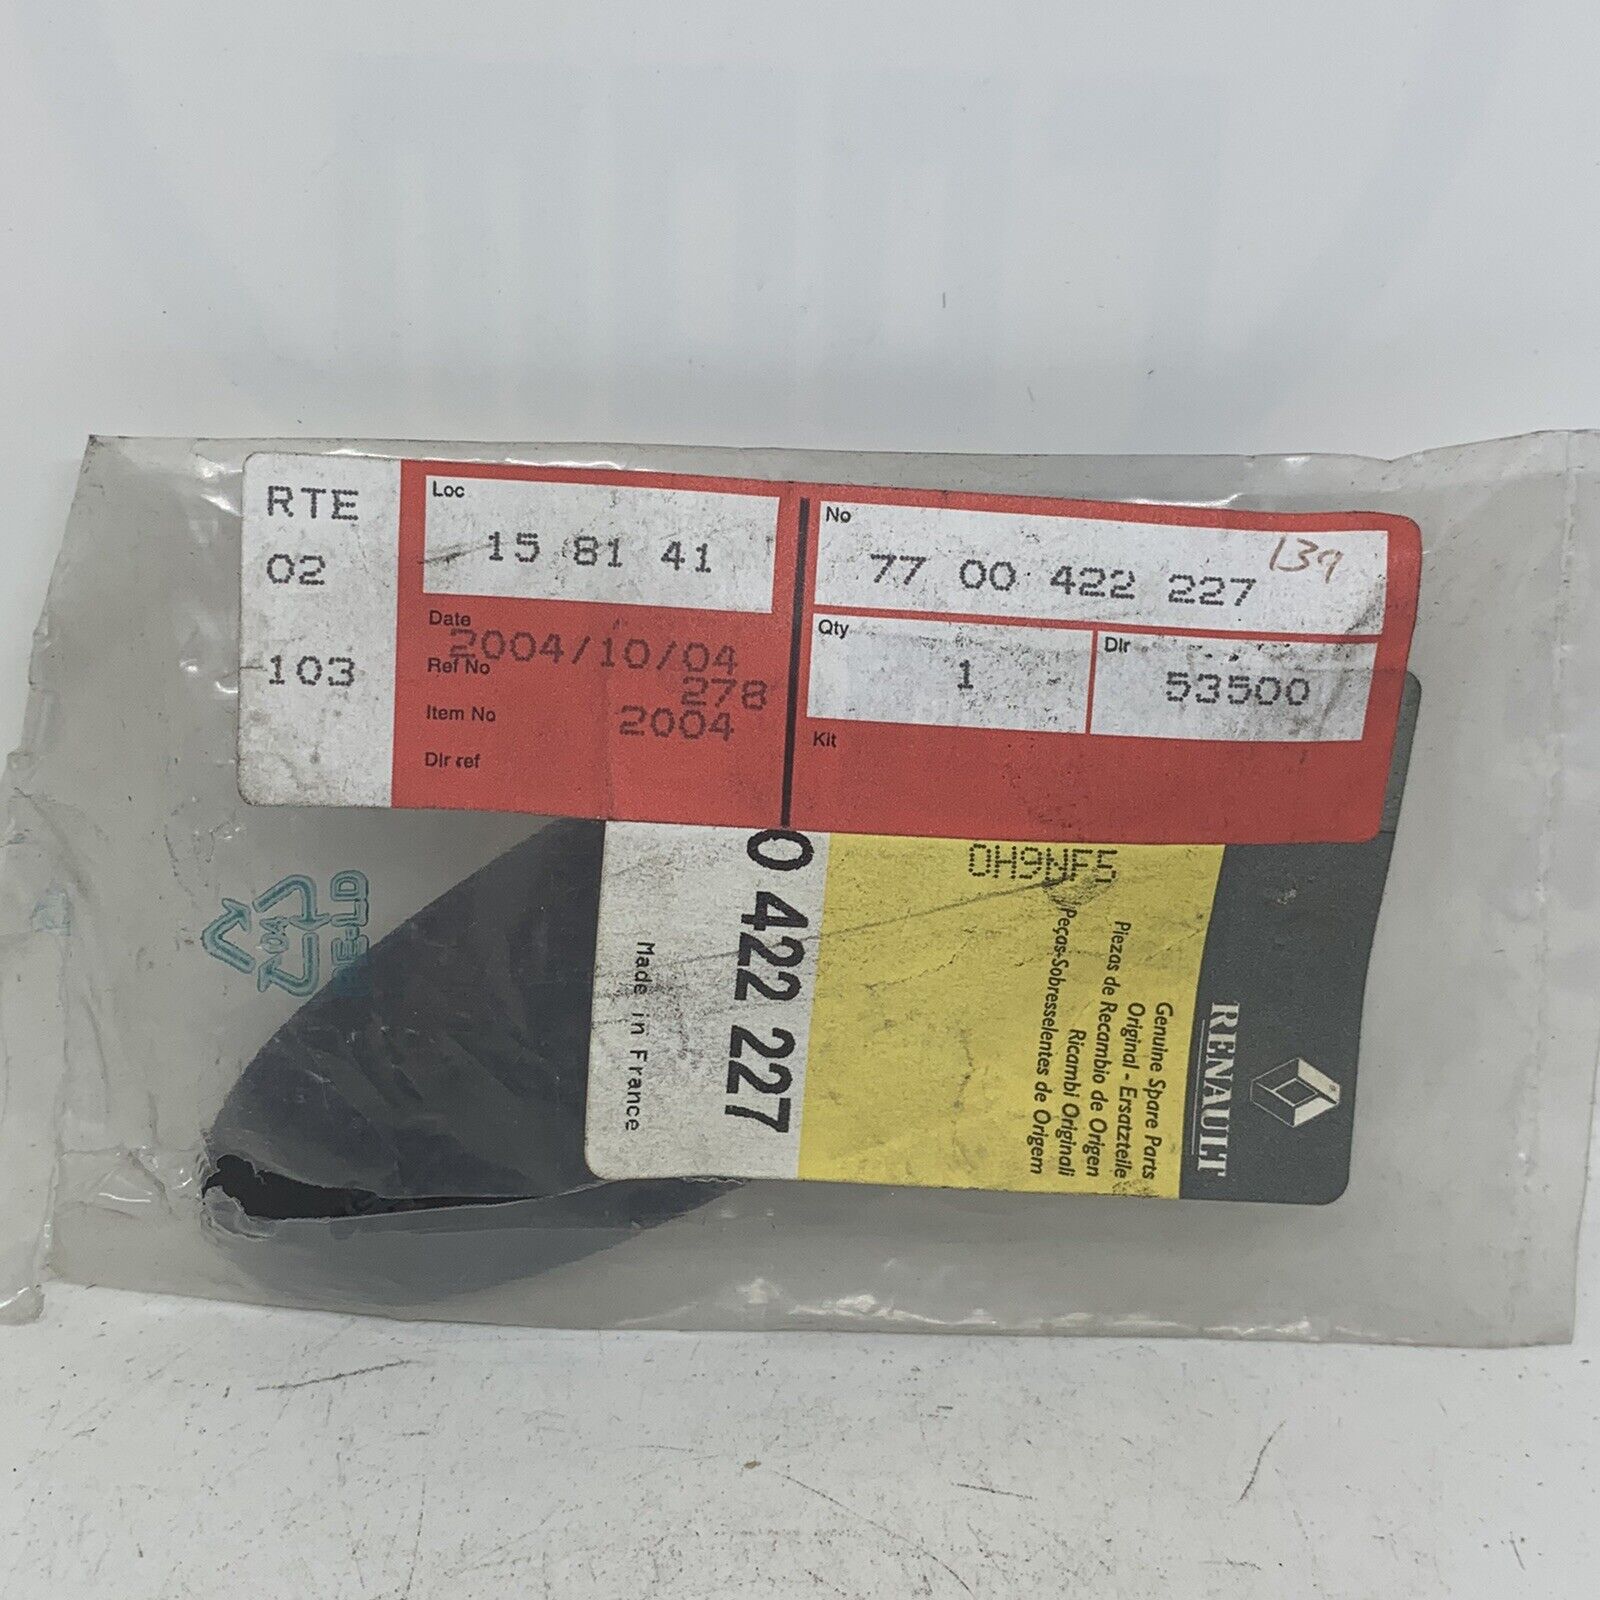 RTE
02
103
Loc
15 81 41
Date
2004/10/04
Ref No
278
Item No
2004
Dlr ref
No
77 00 422 227
139
Qty
1
Dlr
53500
Kit
RENAULT
Genuine Spare Parts
Original - Ersatzteile
Piezas de Recambio de Origen
Ricambi Originali
Peças-Sobresselentes de Origem
0 422 227
Made in France
04
PE-LD